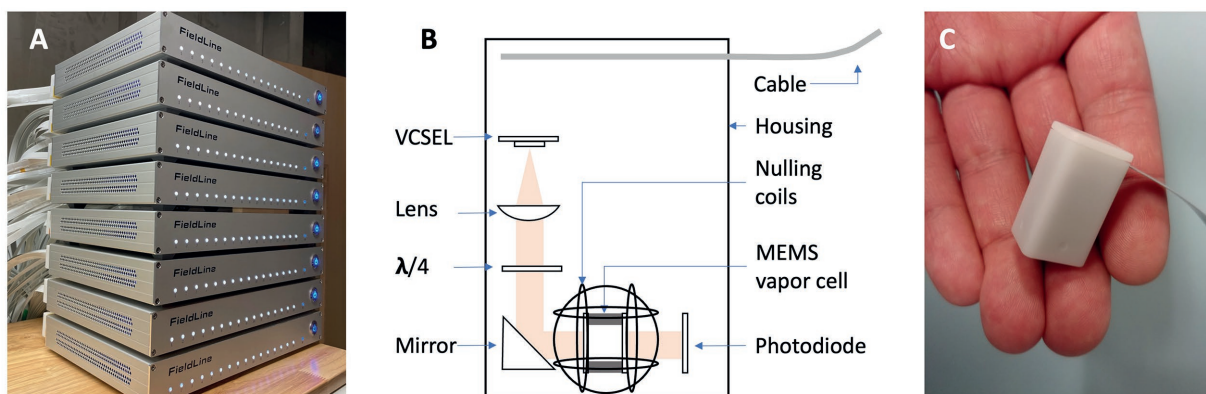 A
FieldLine
FieldLine
FieldLine
FieldLine
FieldLine
FieldLine
FieldLine
FieldLine
B
Cable
VCSEL
Housing
Nulling
coils
Lens
λ/4
MEMS
vapor cell
Mirror
Photodiode
C